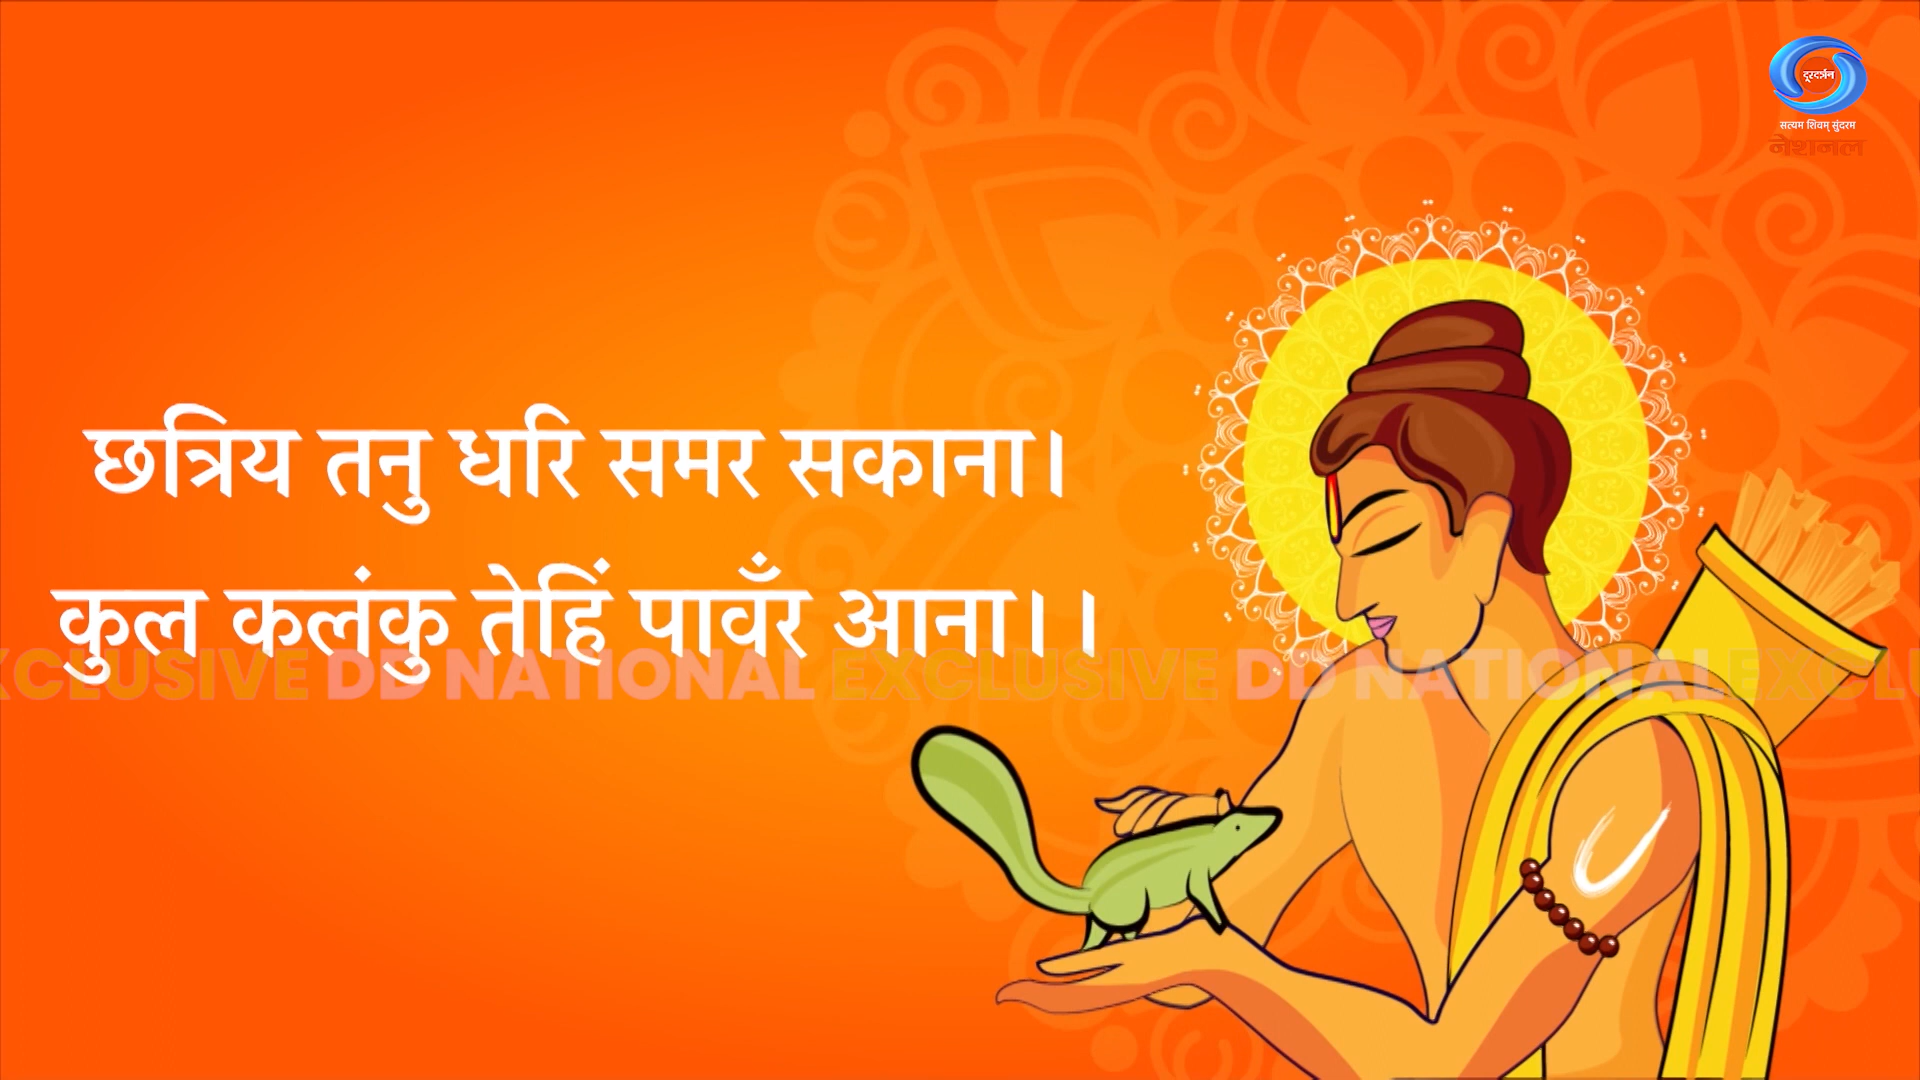 दूरदर्शन
सत्यम शिवम् सुंदरम
नेशनल
छत्रिय तनु धरि समर सकाना।
कुल कलंकु तेहिं पावँर आना।।
EXCLUSIVE DD NATIONAL EXCLUSIVE DD NATIONAL EXCLU